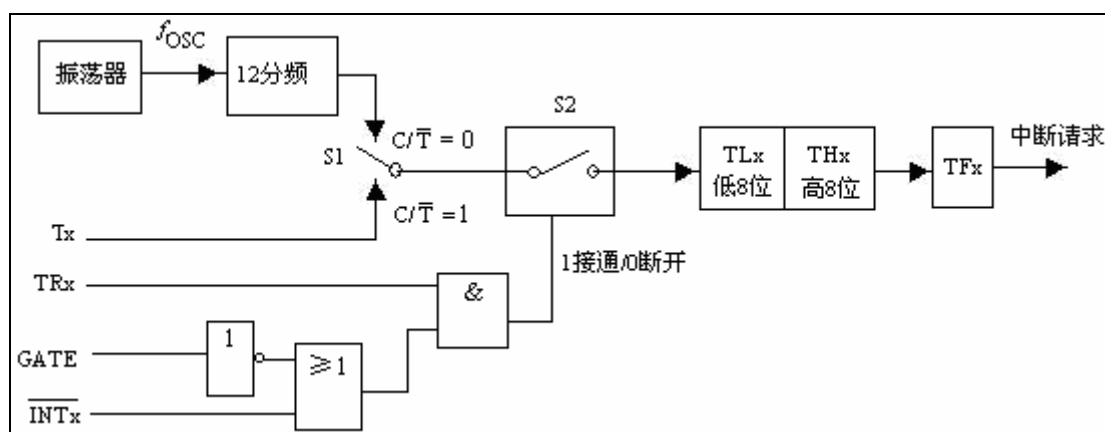 fOSC
振荡器
12分频
S1
C/T̅ = 0
C/T̅ = 1
S2
TLx
低8位
THx
高8位
TFx
中断请求
Tx
1接通/0断开
TRx
&
GATE
1
≥1
I̅N̅T̅x̅